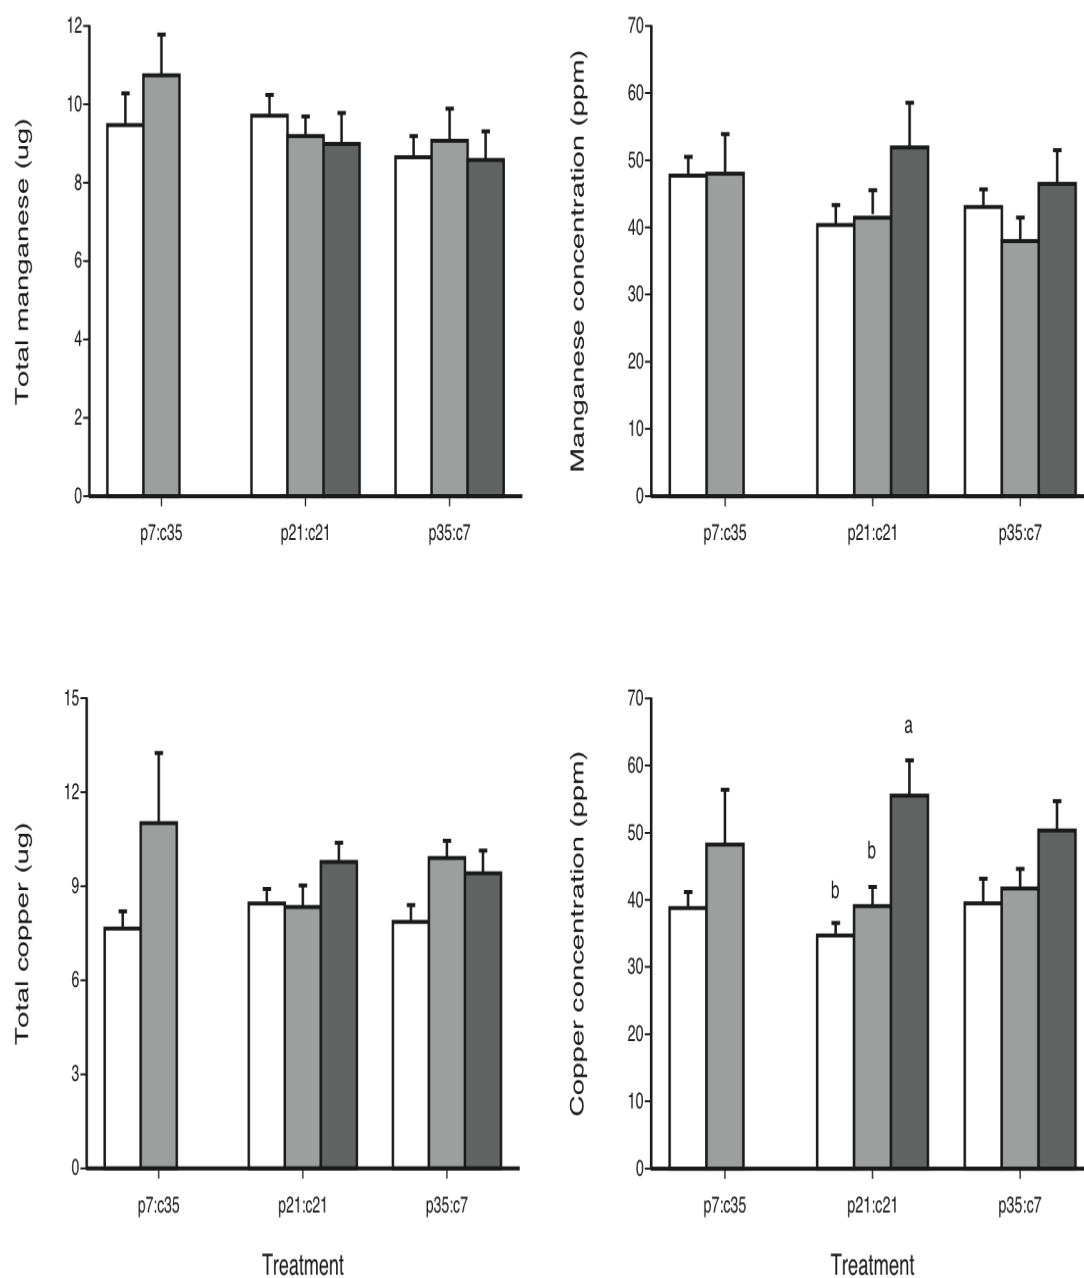 Total manganese (ug)
12
10
8
6
4
2
0
p7:c35 p21:c21 p35:c7
Manganese concentration (ppm)
70
60
50
40
30
20
10
0
p7:c35 p21:c21 p35:c7
Total copper (ug)
15
12
9
6
3
0
p7:c35 p21:c21 p35:c7
Treatment
Copper concentration (ppm)
70
60
50
40
30
20
10
0
b
b
a
p7:c35 p21:c21 p35:c7
Treatment